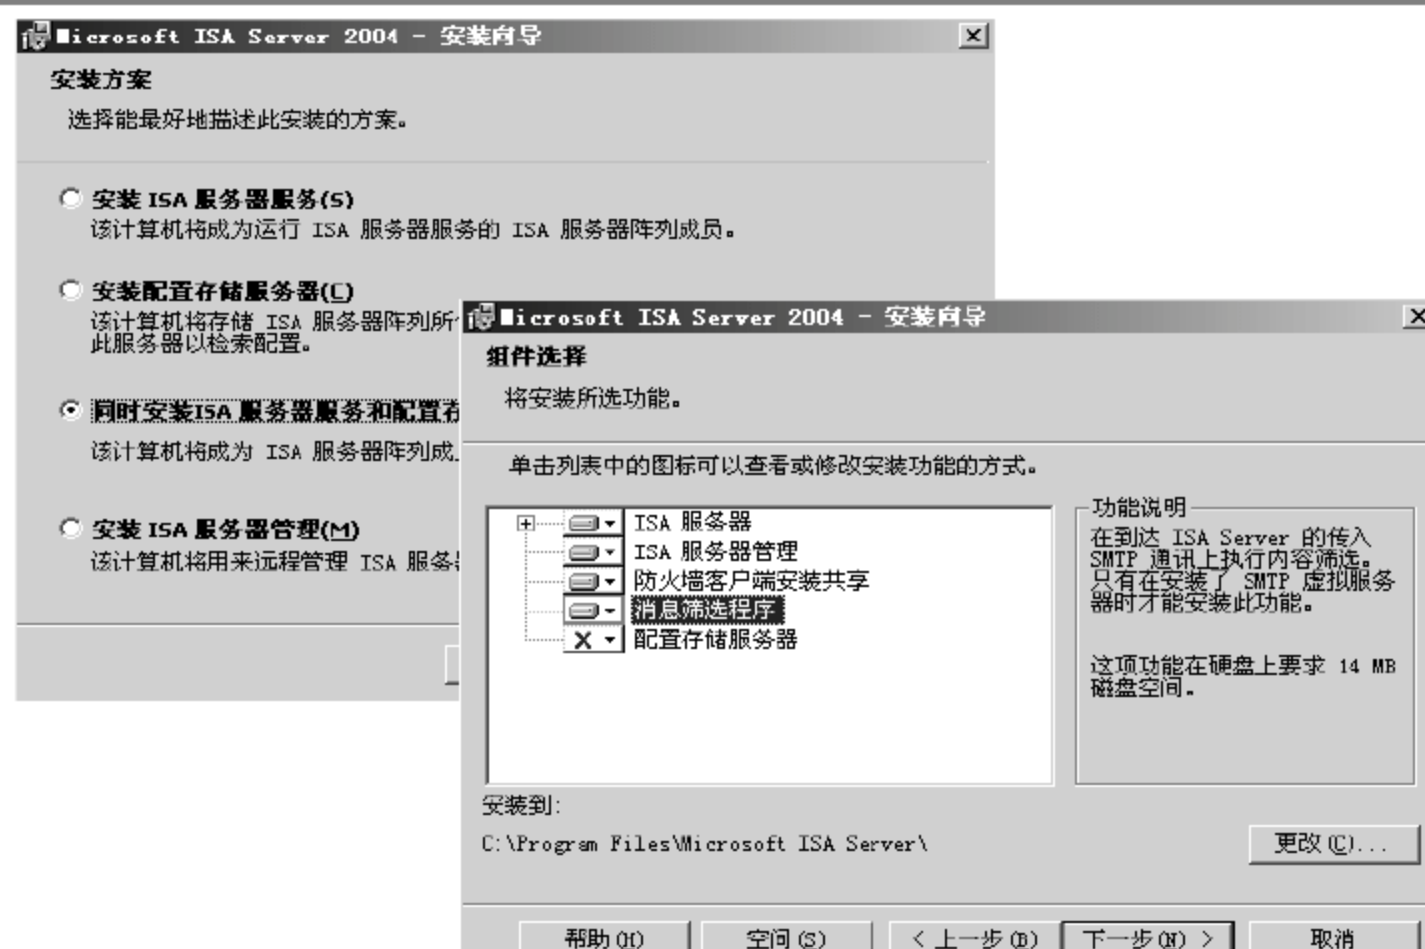 Microsoft ISA Server 2004 - 安装向导
安装方案
选择能最好地描述此安装的方案。
安装 ISA 服务器服务(S)
该计算机将成为运行 ISA 服务器服务的 ISA 服务器阵列成员。
安装配置存储服务器(C)
该计算机将存储 ISA 服务器阵列所
此服务器以检索配置。
同时安装ISA 服务器服务和配置存
该计算机将成为 ISA 服务器阵列成
安装 ISA 服务器管理(M)
该计算机将用来远程管理 ISA 服务
Microsoft ISA Server 2004 - 安装向导
组件选择
将安装所选功能。
单击列表中的图标可以查看或修改安装功能的方式。
ISA 服务器
ISA 服务器管理
防火墙客户端安装共享
消息筛选程序
配置存储服务器
功能说明
在到达 ISA Server 的传入
SMTP 通讯上执行内容筛选。
只有在安装了 SMTP 虚拟服务
器时才能安装此功能。
这项功能在硬盘上要求 14 MB
磁盘空间。
安装到:
C:\Program Files\Microsoft ISA Server\
更改(C)...
帮助(H) 空间(S) < 上一步(B) 下一步(N) > 取消